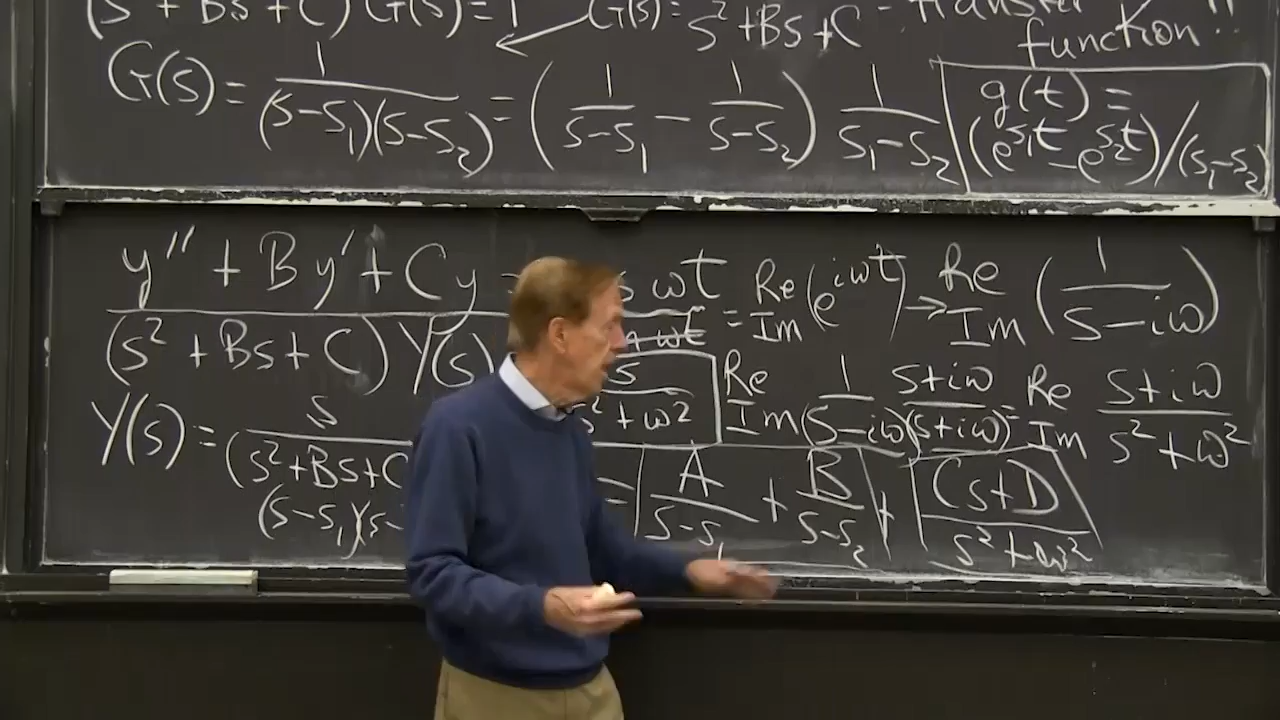 (s² + Bs + C) G(s) = 1 G(s) = s² + Bs + C = transfer function!!
G(s) = 1/((s-s₁)(s-s₂)) = (1/(s-s₁) - 1/(s-s₂)) 1/(s₁-s₂)
g(t) =
(e^{s₁t} - e^{s₂t})/(s₁-s₂)
y″ + By′ + Cy = s ωt = Re Im (e^{iωt}) → Re Im (1/(s-iω))
(s² + Bs + C) Y(s) s/(s² + ω²) Re Im 1/(s-iω) (s+iω)/(s+iω) = Re Im (s+iω)/(s² + ω²)
Y(s) = s/((s² + Bs + C
(s-s₁)(s- = A/(s-s₁) + B/(s-s₂) + (Cs+D)/(s² + ω²)